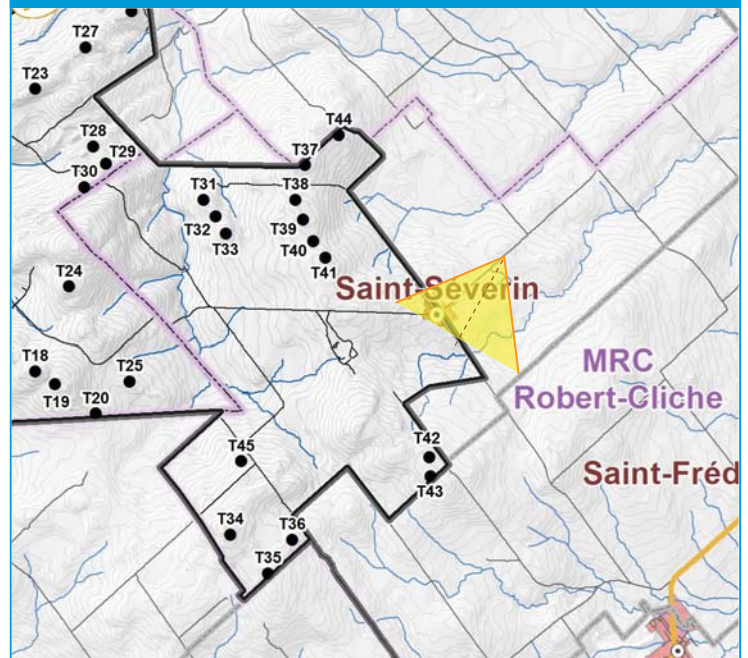 T27
T23
T44
T28
T29
T37
T30
T31
T38
T32
T39
T33
T40
T41
T24
Saint-Séverin
T18
T25
T19
MRC
Robert-Cliche
T20
T42
T45
Saint-Fréd
T43
T34
T36
T35